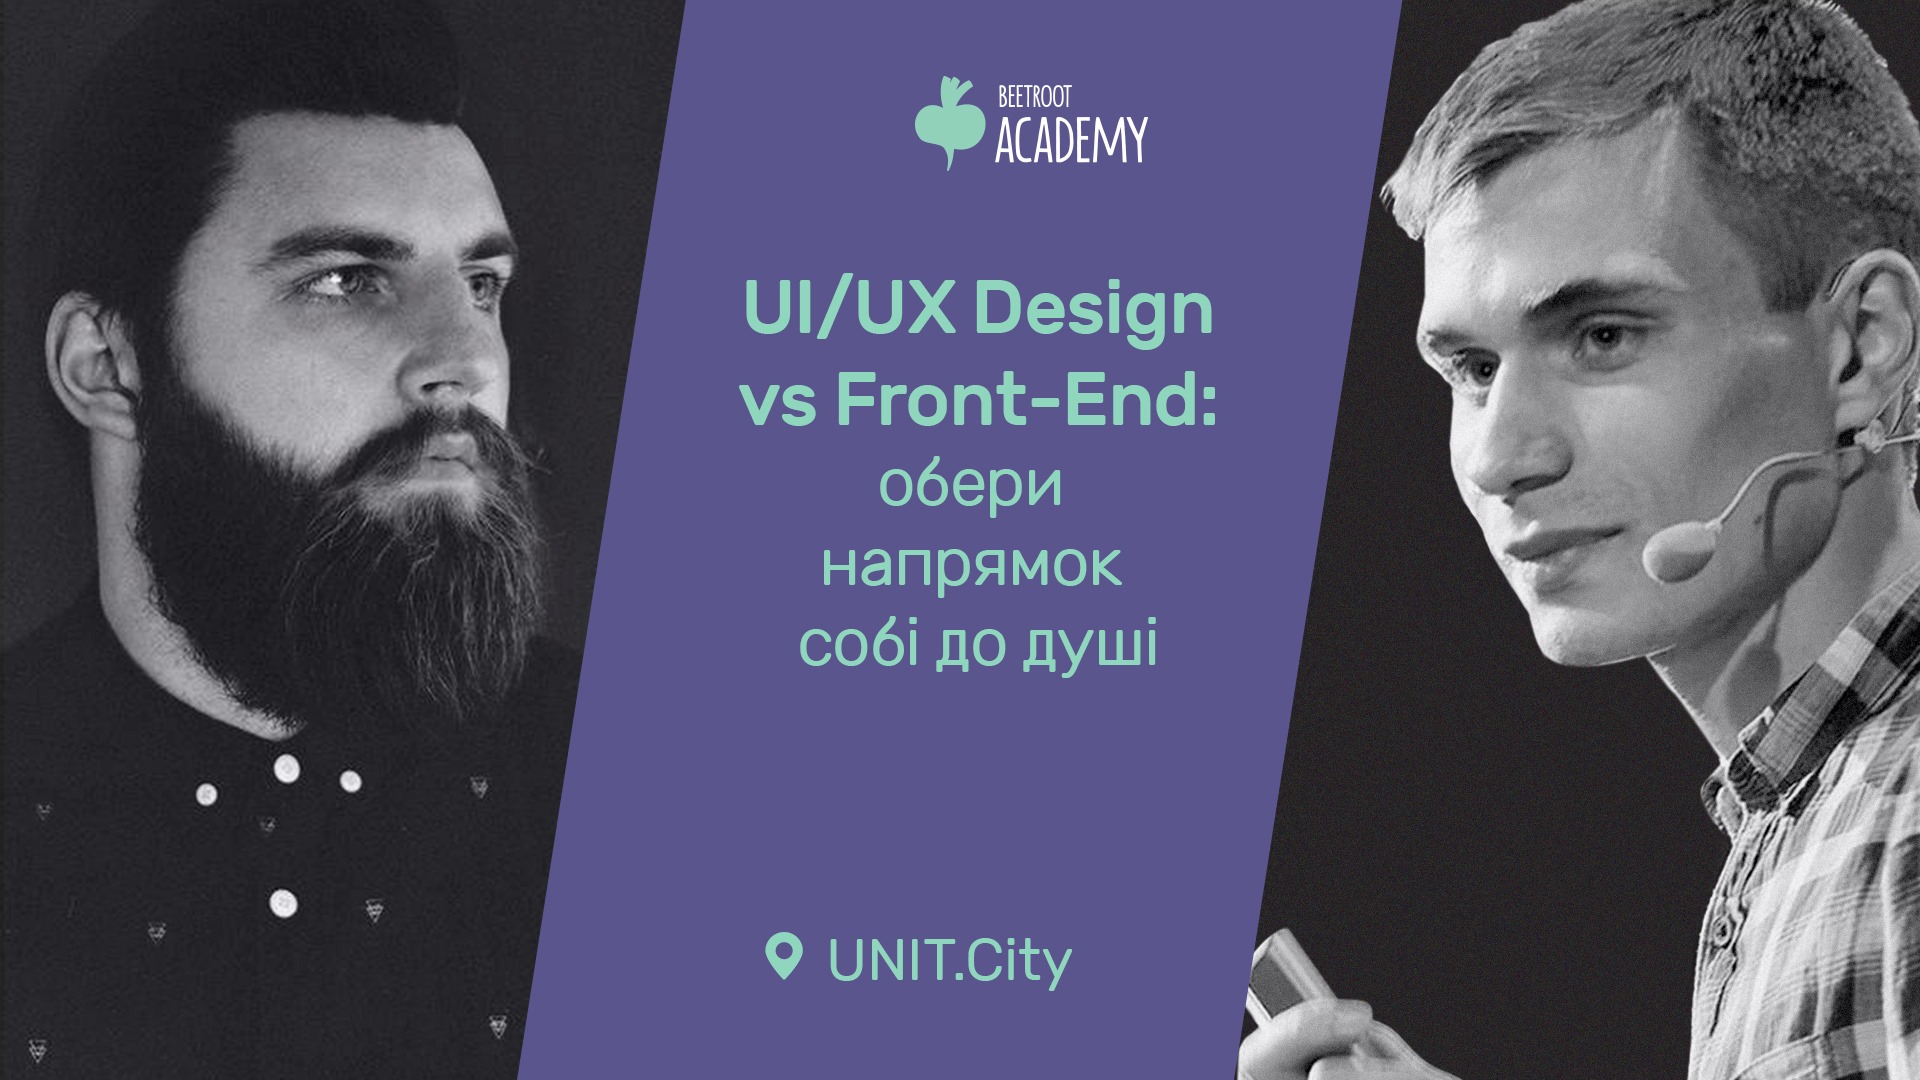 BEETROOT
ACADEMY
UI/UX Design
vs Front-End:
обери
напрямок
собі до душі
UNIT.City